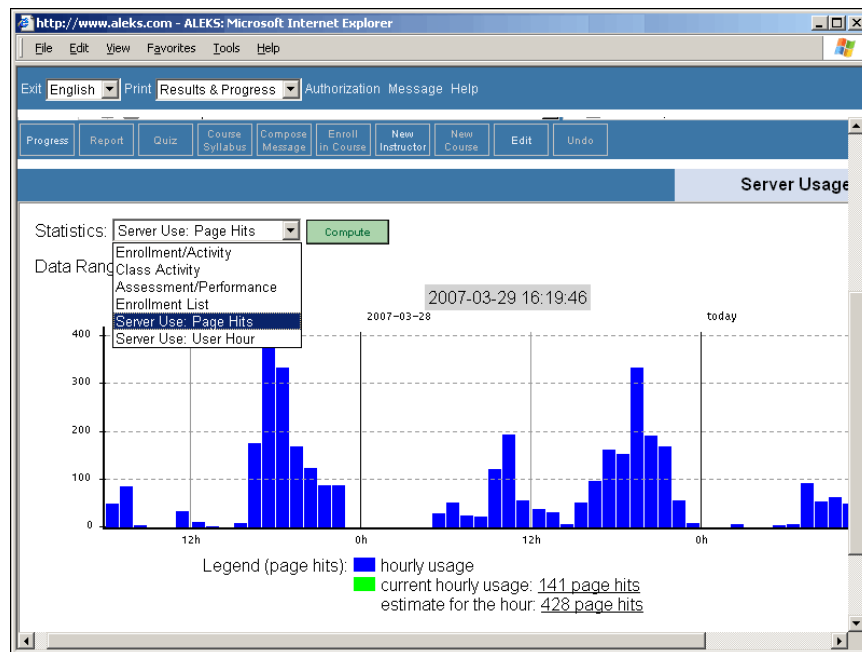 http://www.aleks.com - ALEKS: Microsoft Internet Explorer
File Edit View Favorites Tools Help
Exit English Print Results & Progress Authorization Message Help
Progress Report Quiz Course Syllabus Compose Message Enroll in Course New Instructor New Course Edit Undo
Server Usage
Statistics: Server Use: Page Hits Compute
Enrollment/Activity
Data Rang
Class Activity
Assessment/Performance
Enrollment List
Server Use: Page Hits
Server Use: User Hour
2007-03-29 16:19:46
2007-03-28 today
400
300
200
100
0
12h 0h 12h 0h
Legend (page hits): hourly usage
current hourly usage: 141 page hits
estimate for the hour: 428 page hits